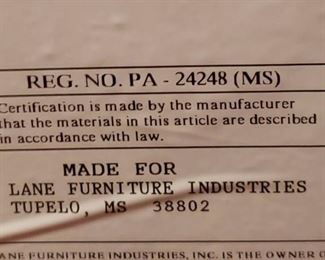 REG. NO. PA - 24248 (MS)
Certification is made by the manufacturer
that the materials in this article are described
in accordance with law.
MADE FOR
LANE FURNITURE INDUSTRIES
TUPELO, MS 38802
LANE FURNITURE INDUSTRIES, INC. IS THE OWNER O